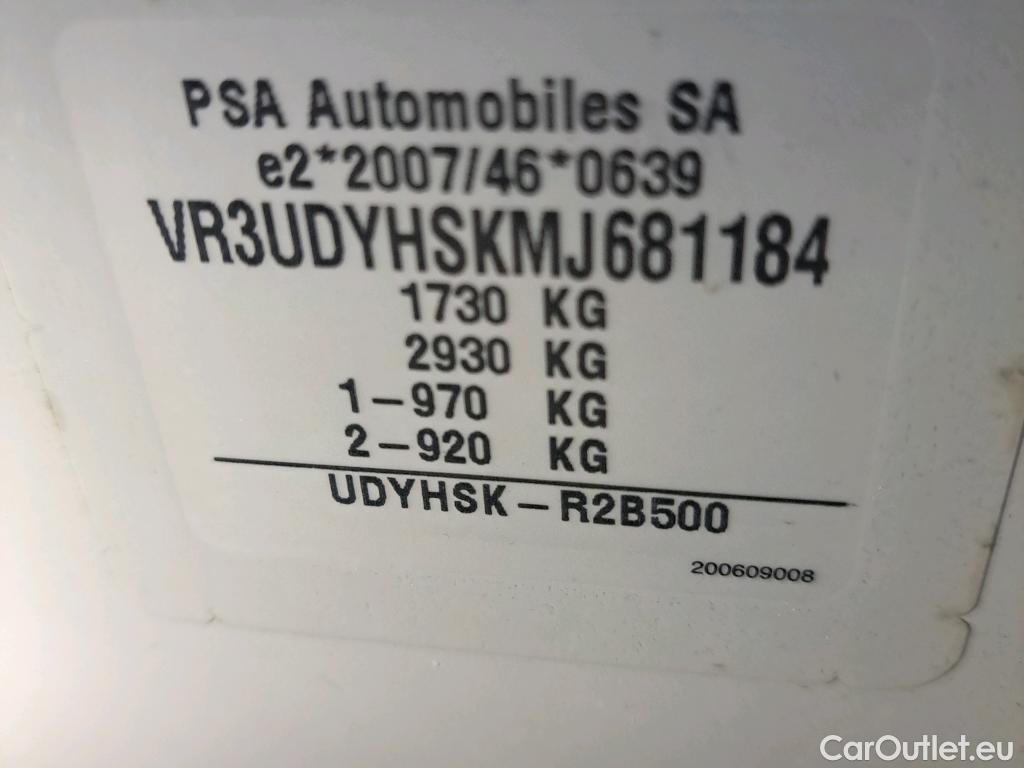 PSA Automobiles SA
e2*2007/46*0639
VR3UDYHSKMJ681184
1730 KG
2930 KG
1-970 KG
2-920 KG
UDYHSK-R2B500
200609008
CarOutlet.eu